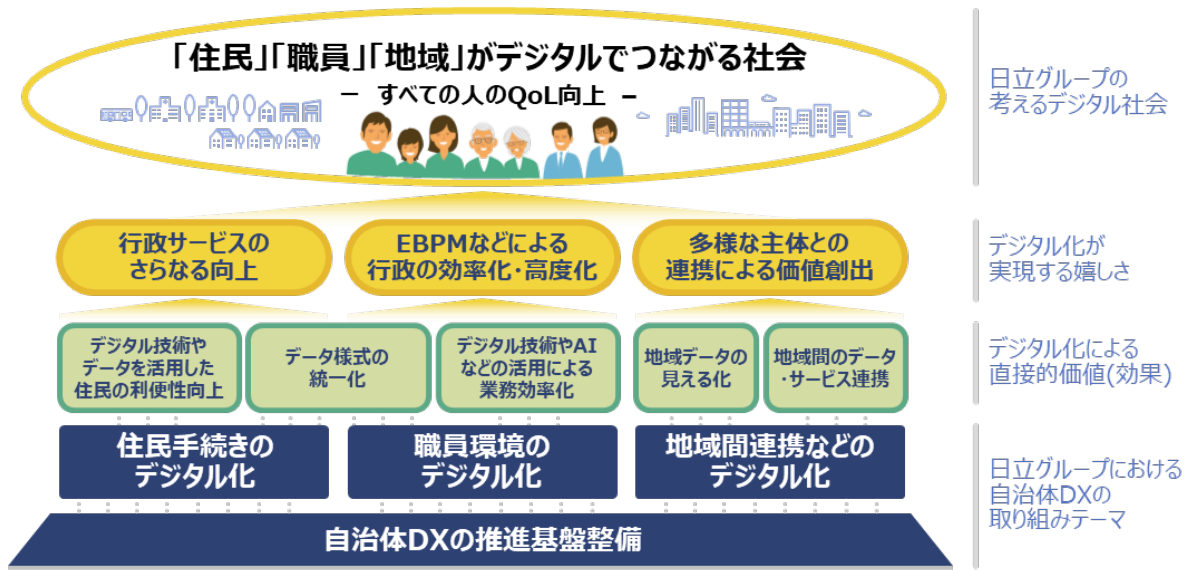 「住民」「職員」「地域」がデジタルでつながる社会
― すべての人のQoL向上 ―
日立グループの
考えるデジタル社会
行政サービスの
さらなる向上
EBPMなどによる
行政の効率化・高度化
多様な主体との
連携による価値創出
デジタル化が
実現する嬉しさ
デジタル技術や
データを活用した
住民の利便性向上
データ様式の
統一化
デジタル技術やAI
などの活用による
業務効率化
地域データの
見える化
地域間のデータ
・サービス連携
デジタル化による
直接的価値(効果)
住民手続きの
デジタル化
職員環境の
デジタル化
地域間連携などの
デジタル化
日立グループにおける
自治体DXの
取り組みテーマ
自治体DXの推進基盤整備